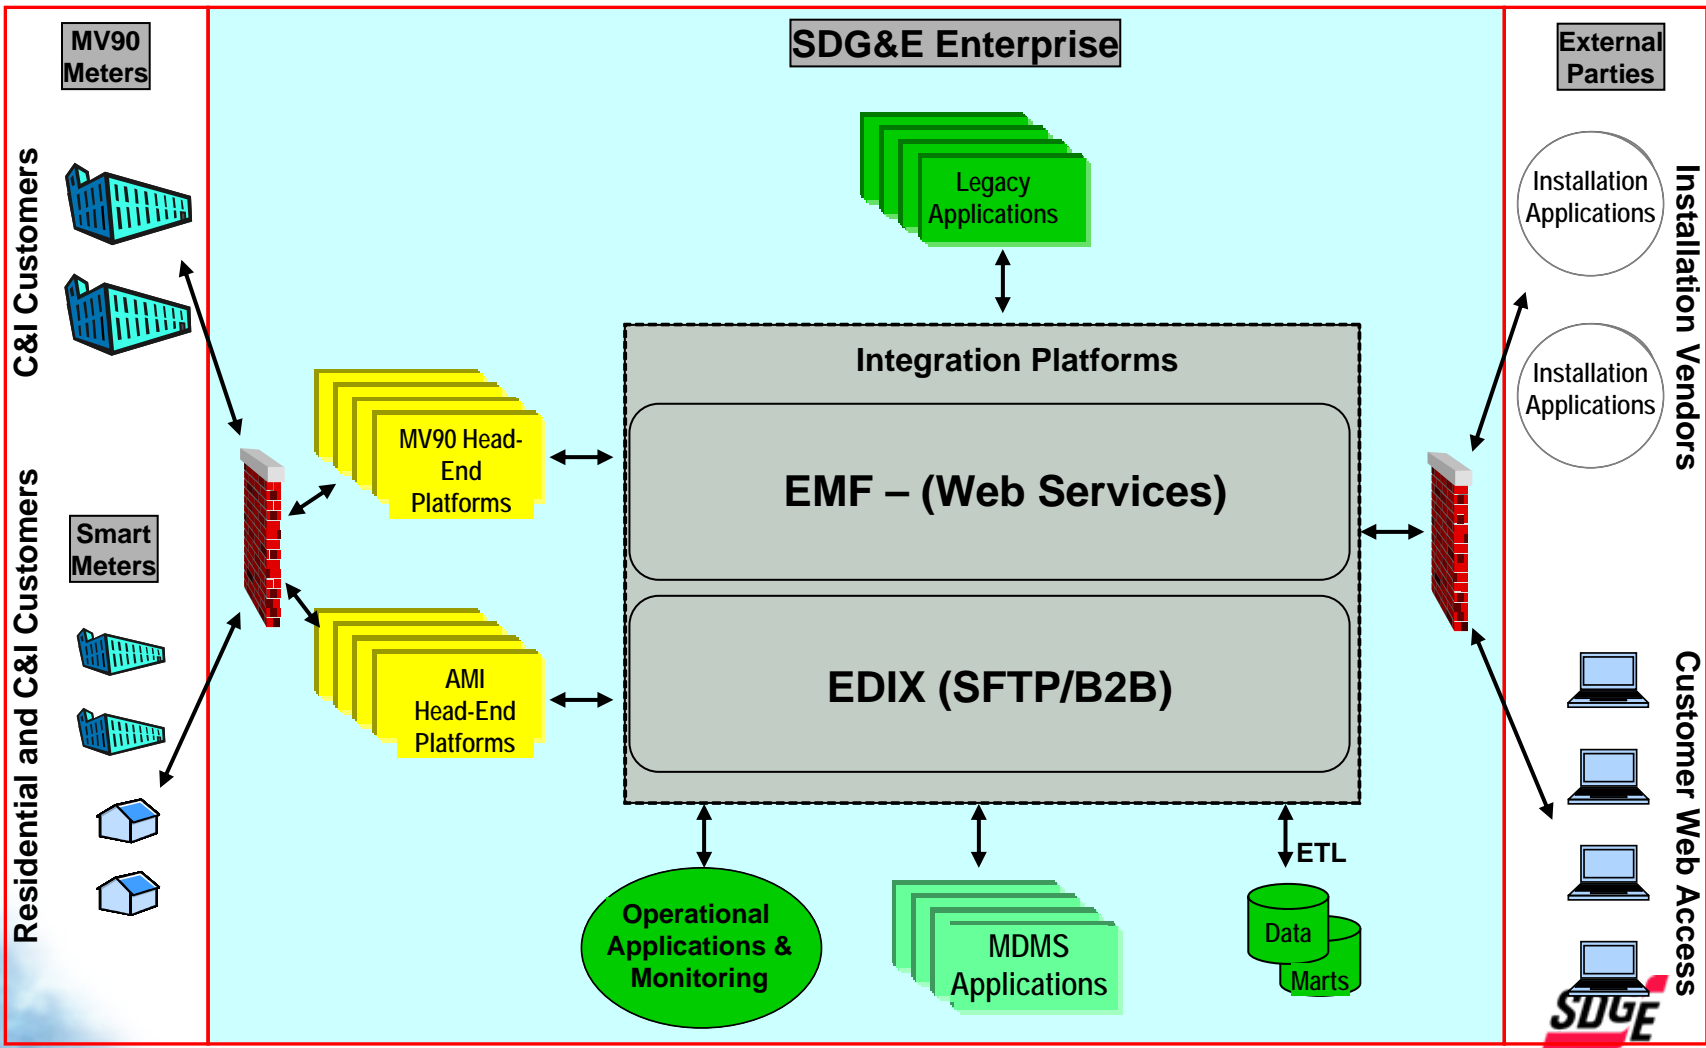 MV90
Meters
SDG&E Enterprise
External
Parties
C&I Customers
Residential and C&I Customers
Smart
Meters
Legacy
Applications
Integration Platforms
EMF – (Web Services)
EDIX (SFTP/B2B)
MV90 Head-
End
Platforms
AMI
Head-End
Platforms
Operational
Applications &
Monitoring
MDMS
Applications
ETL
Data
Marts
Installation
Applications
Installation
Applications
Installation Vendors
Customer Web Access
SDGE